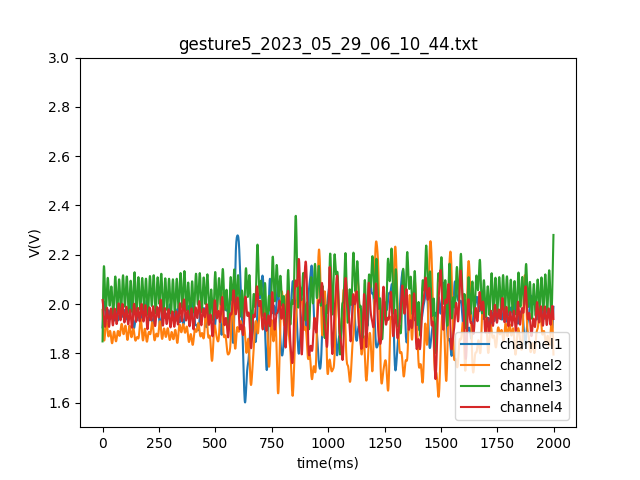 gesture5_2023_05_29_06_10_44.txt
3.0
2.8
2.6
2.4
2.2
2.0
1.8
1.6
V(V)
0 250 500 750 1000 1250 1500 1750 2000
time(ms)
channel1
channel2
channel3
channel4